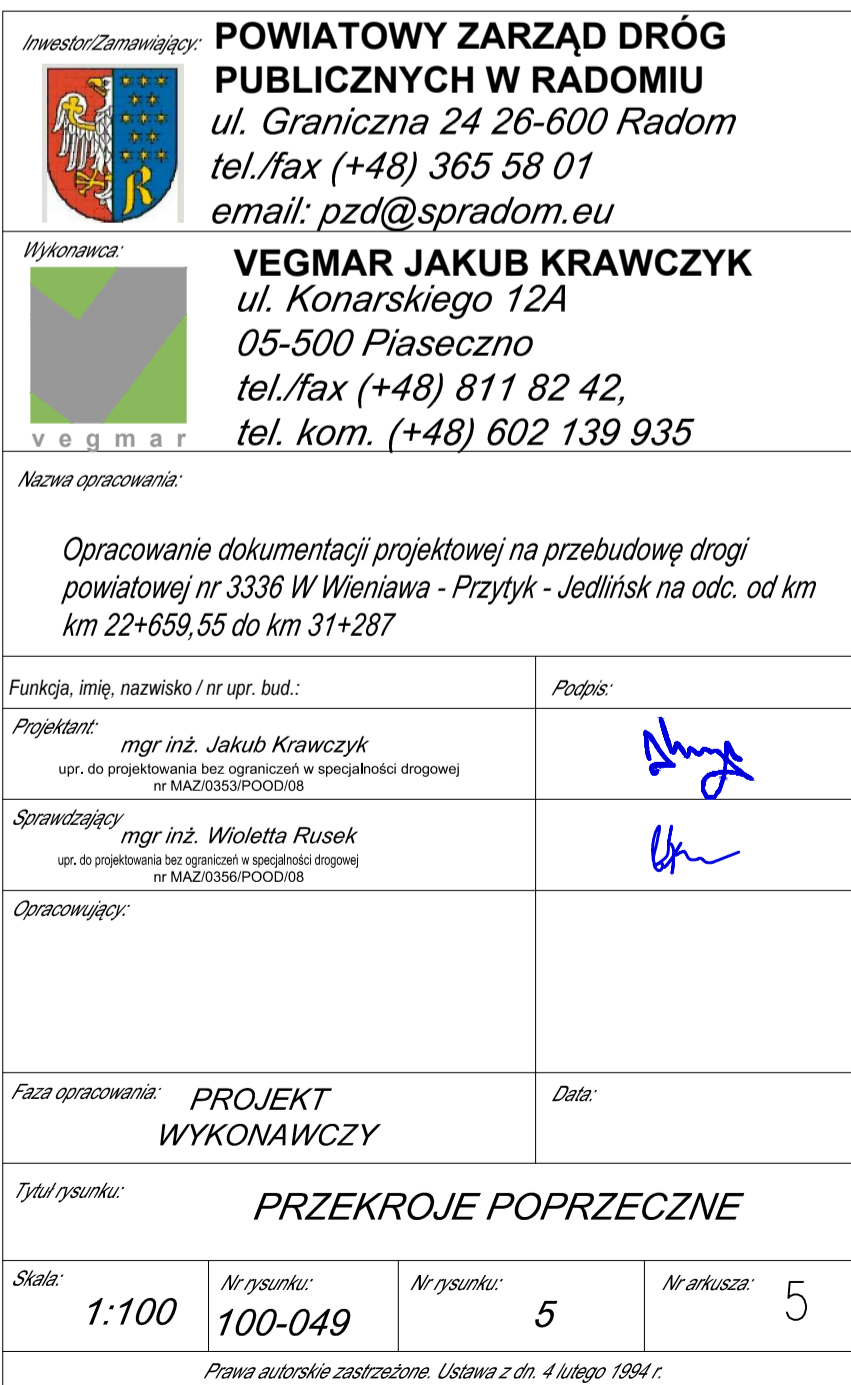 Inwestor/Zamawiający: POWIATOWY ZARZĄD DRÓG
PUBLICZNYCH W RADOMIU
ul. Graniczna 24 26-600 Radom
tel./fax (+48) 365 58 01
email: pzd@spradom.eu
R
Wykonawca:
VEGMAR JAKUB KRAWCZYK
ul. Konarskiego 12A
05-500 Piaseczno
tel./fax (+48) 811 82 42,
tel. kom. (+48) 602 139 935
vegmar
Nazwa opracowania:
Opracowanie dokumentacji projektowej na przebudowę drogi
powiatowej nr 3336 W Wieniawa - Przytyk - Jedlińsk na odc. od km
km 22+659,55 do km 31+287
Funkcja, imię, nazwisko / nr upr. bud.: Podpis:
Projektant:
mgr inż. Jakub Krawczyk
upr. do projektowania bez ograniczeń w specjalności drogowej
nr MAZ/0353/POOD/08
Sprawdzający
mgr inż. Wioletta Rusek
upr. do projektowania bez ograniczeń w specjalności drogowej
nr MAZ/0356/POOD/08
Opracowujący:
Faza opracowania: PROJEKT
WYKONAWCZY
Data:
Tytuł rysunku:
PRZEKROJE POPRZECZNE
Skala: 1:100
Nr rysunku: 100-049
Nr rysunku: 5
Nr arkusza: 5
Prawa autorskie zastrzeżone. Ustawa z dn. 4 lutego 1994 r.